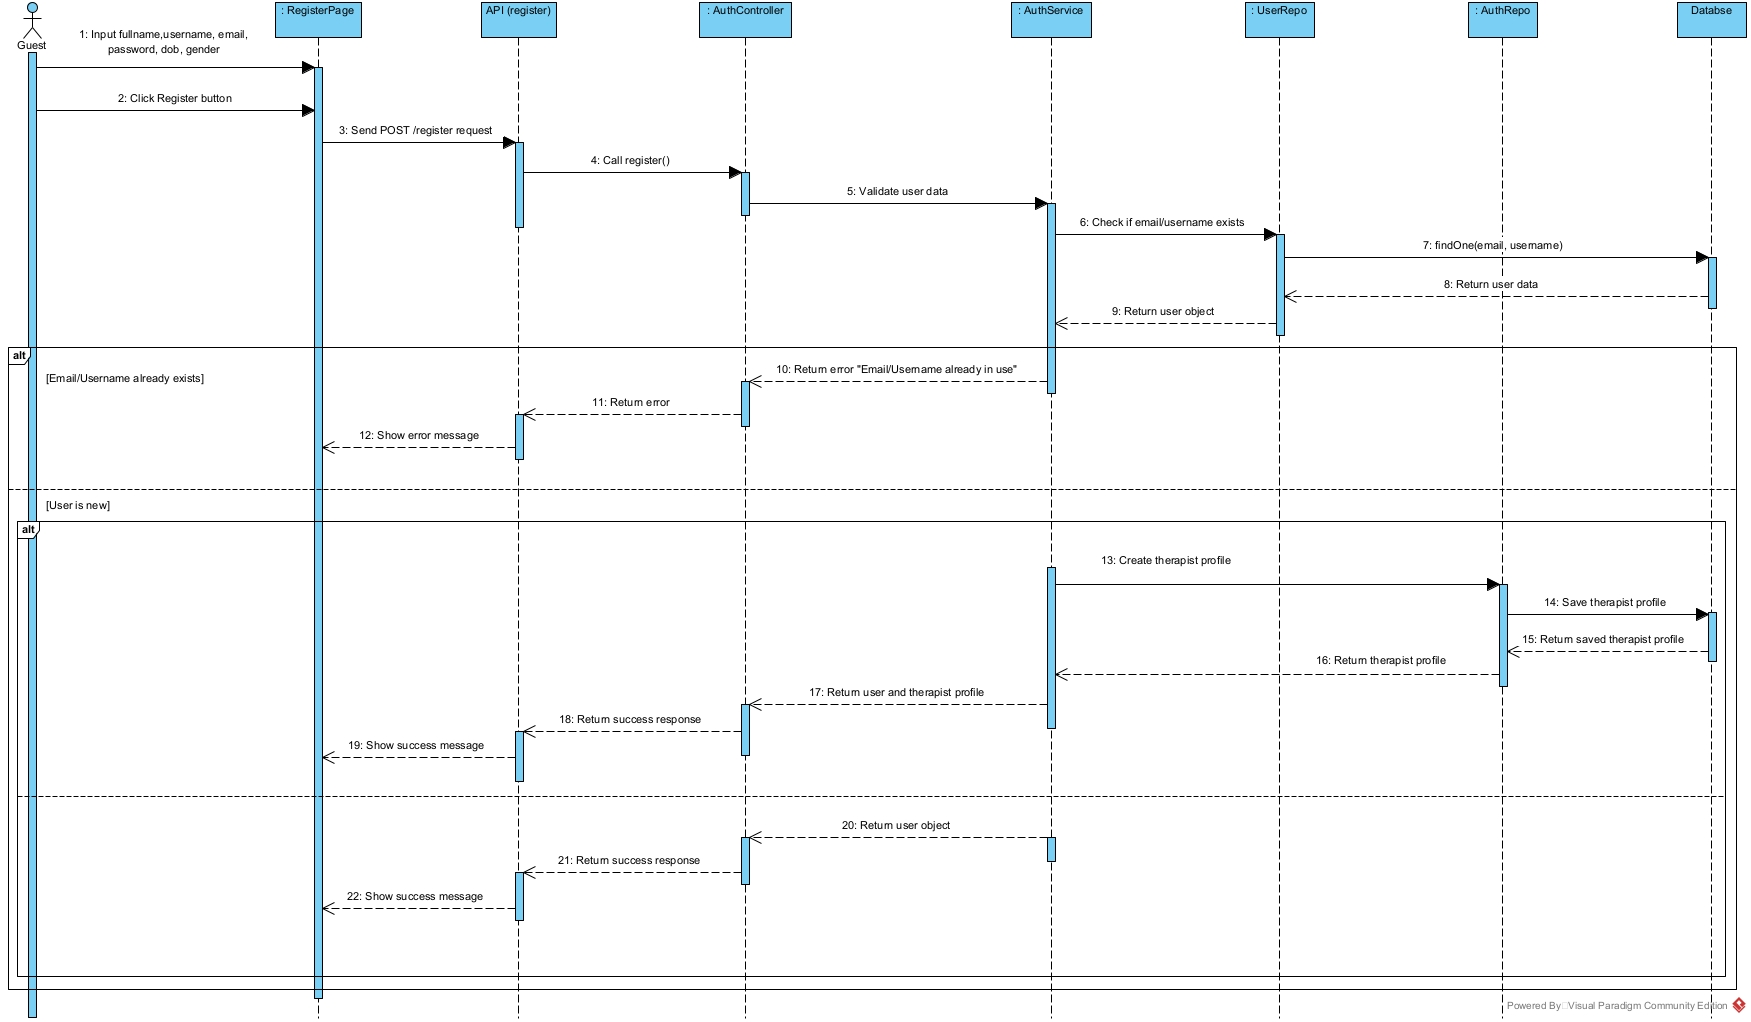 : RegisterPage
API (register)
: AuthController
: AuthService
: UserRepo
: AuthRepo
Databse
Guest
1: Input fullname,username, email,
password, dob, gender
2: Click Register button
3: Send POST /register request
4: Call register()
5: Validate user data
6: Check if email/username exists
7: findOne(email, username)
8: Return user data
9: Return user object
alt
[Email/Username already exists]
10: Return error "Email/Username already in use"
11: Return error
12: Show error message
[User is new]
alt
13: Create therapist profile
14: Save therapist profile
15: Return saved therapist profile
16: Return therapist profile
17: Return user and therapist profile
18: Return success response
19: Show success message
20: Return user object
21: Return success response
22: Show success message
Powered By Visual Paradigm Community Edition